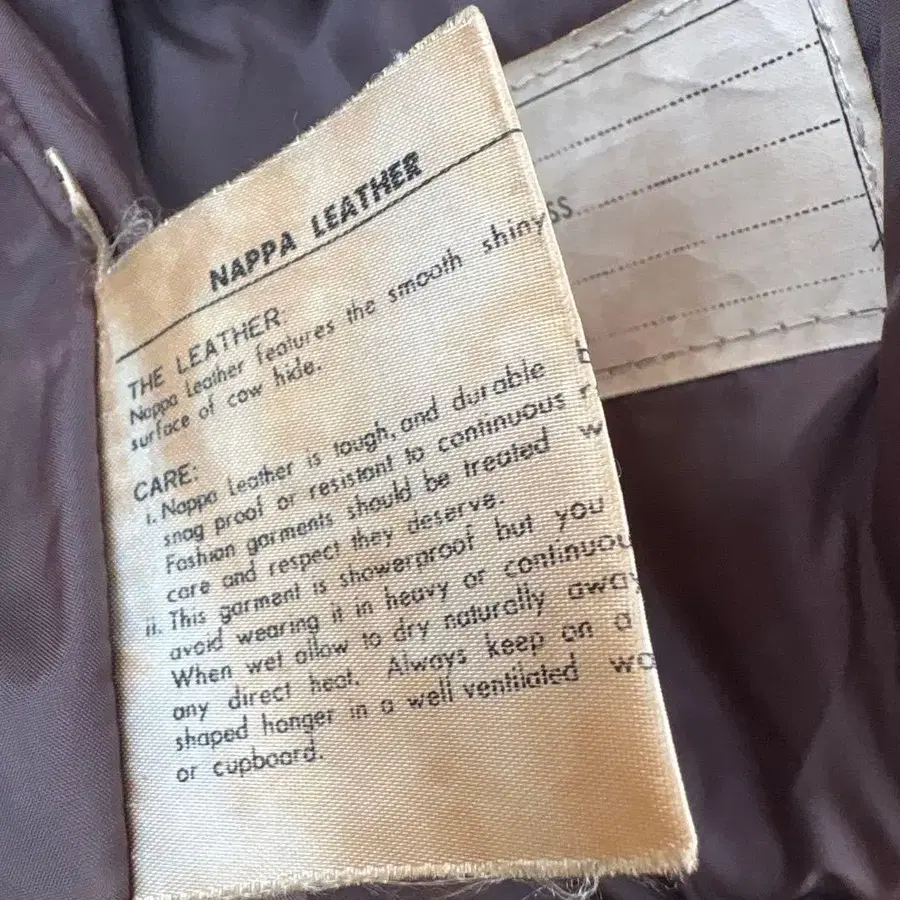 NAPPA LEATHER
THE LEATHER:
Nappa Leather features the smooth shiny
surface of cow hide.
CARE:
i. Nappa Leather is tough, and durable
snag proof or resistant to continuous
Fashion garments should be treated
care and respect they deserve.
ii. This garment is showerproof but you
avoid wearing it in heavy or continuou
When wet allow to dry naturally away
any direct heat. Always keep on a
shaped hanger in a well ventilated
or cupboard.
SS